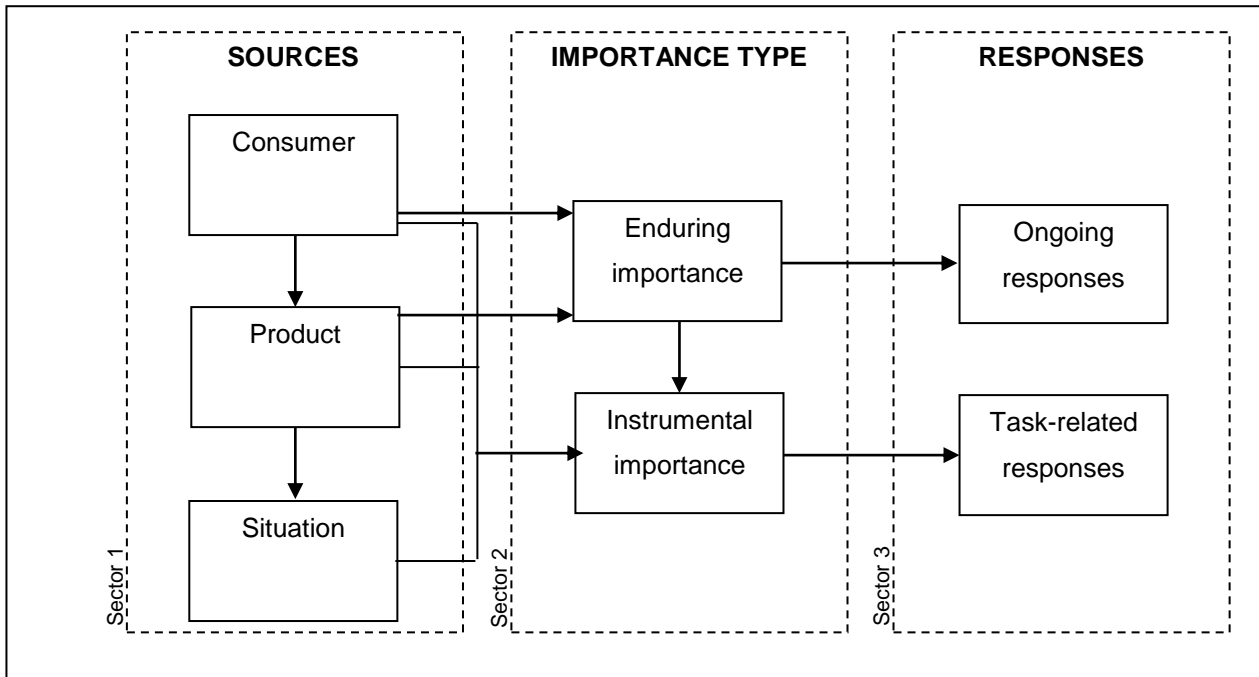 SOURCES
Consumer
Product
Situation
Sector 1
IMPORTANCE TYPE
Enduring
importance
Instrumental
importance
Sector 2
RESPONSES
Ongoing
responses
Task-related
responses
Sector 3